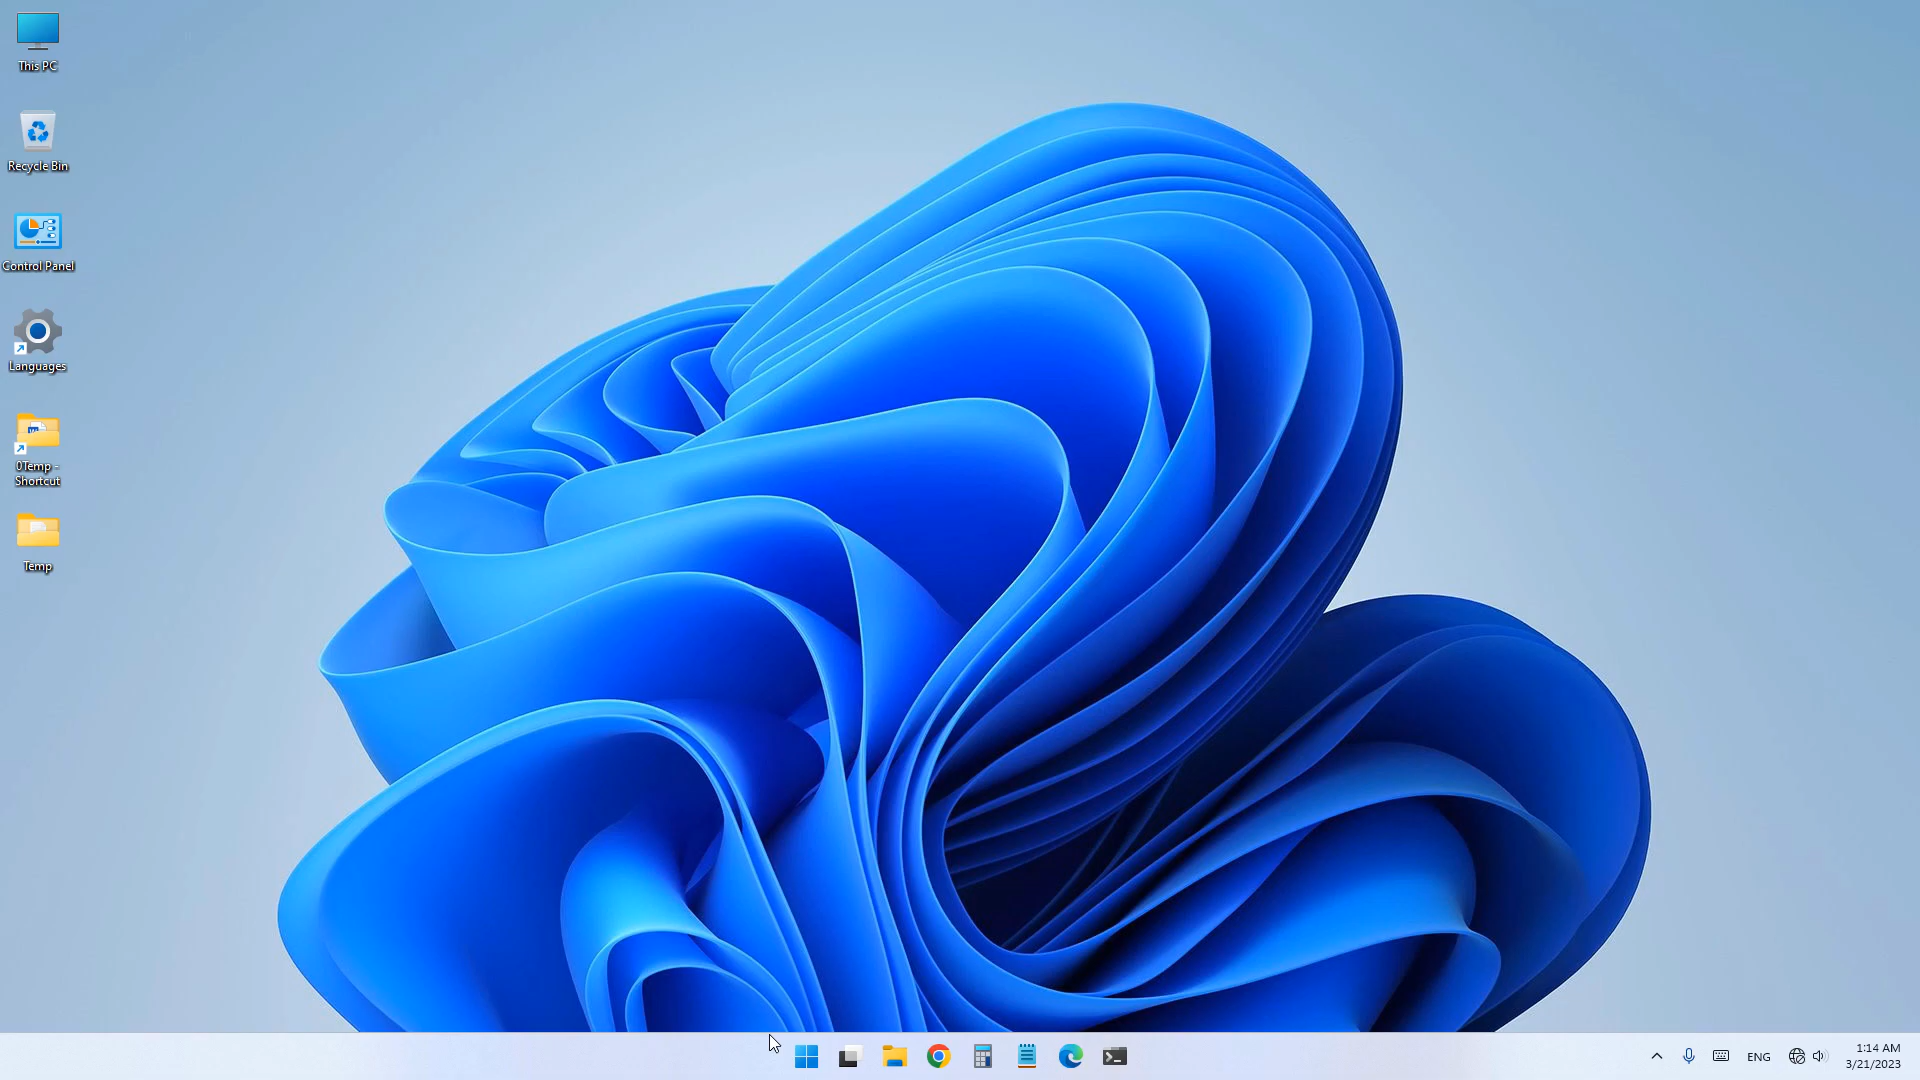 This PC
Recycle Bin
Control Panel
Languages
0Temp -
Shortcut
Temp
ENG
1:14 AM
3/21/2023